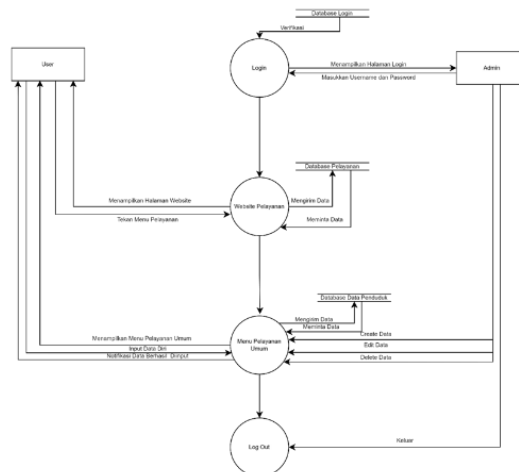 Database Login
Verifikasi
User
Login
Menampilkan Halaman Login
Masukkan Username dan Password
Admin
Database Pelayanan
Menampilkan Halaman Website
Tekan Menu Pelayanan
Website Pelayanan
Mengirim Data
Meminta Data
Database Data Penduduk
Mengirim Data
Meminta Data
Menampilkan Menu Pelayanan Umum
Input Data Diri
Notifikasi Data Berhasil Diinput
Menu Pelayanan
Umum
Create Data
Edit Data
Delete Data
Log Out
Keluar